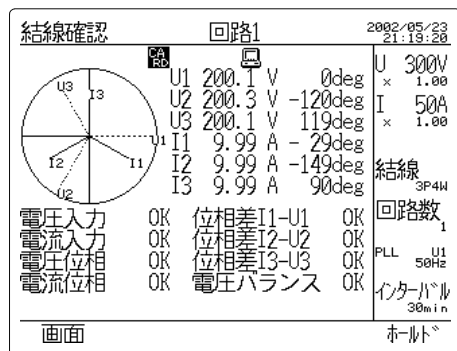 結線確認 回路1 2002/05/23
21:19:20
CARD
U1 200.1 V 0deg
U2 200.3 V -120deg
U3 200.1 V 119deg
I1 9.99 A - 29deg
I2 9.99 A -149deg
I3 9.99 A 90deg
U3
I3
U1
I2
I1
U2
電圧入力 OK 位相差I1-U1 OK
電流入力 OK 位相差I2-U2 OK
電圧位相 OK 位相差I3-U3 OK
電流位相 OK 電圧バランス OK
U 300V
× 1.00
I 50A
× 1.00
結線
3P4W
回路数
1
PLL U1
50Hz
インターバル
30min
画面 ホールド